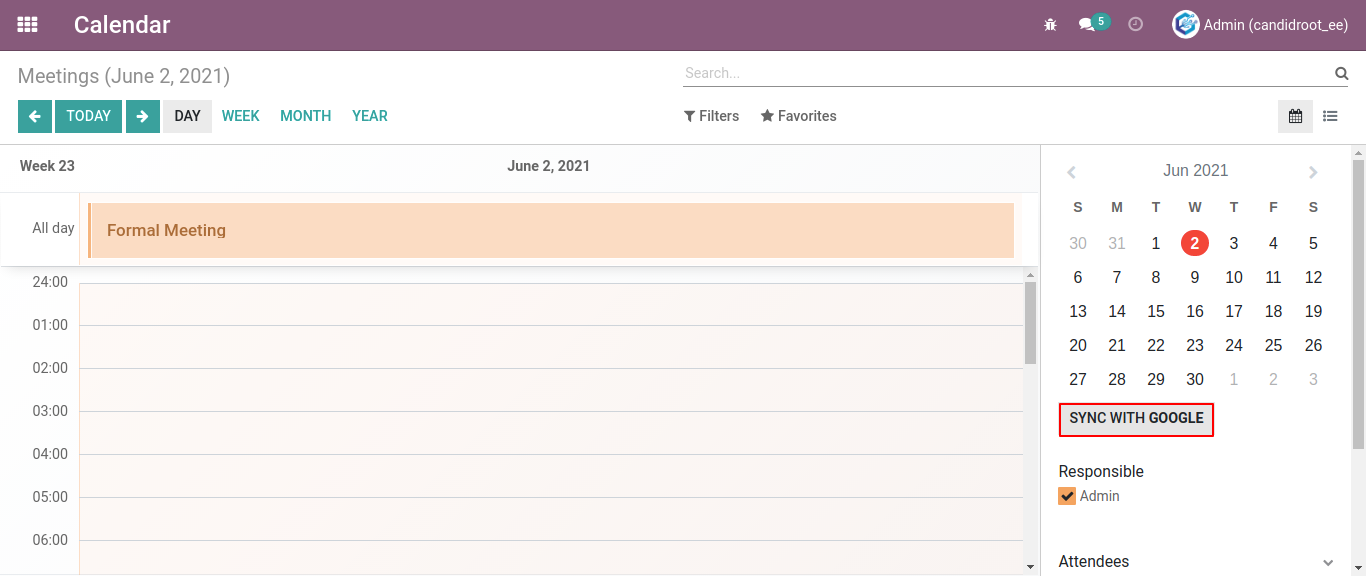 Calendar
5
Admin (candidroot_ee)
Meetings (June 2, 2021)
Search...
TODAY
DAY
WEEK
MONTH
YEAR
Filters
Favorites
Week 23
June 2, 2021
All day
Formal Meeting
24:00
01:00
02:00
03:00
04:00
05:00
06:00
Jun 2021
S M T W T F S
30 31 1 2 3 4 5
6 7 8 9 10 11 12
13 14 15 16 17 18 19
20 21 22 23 24 25 26
27 28 29 30 1 2 3
SYNC WITH GOOGLE
Responsible
Admin
Attendees